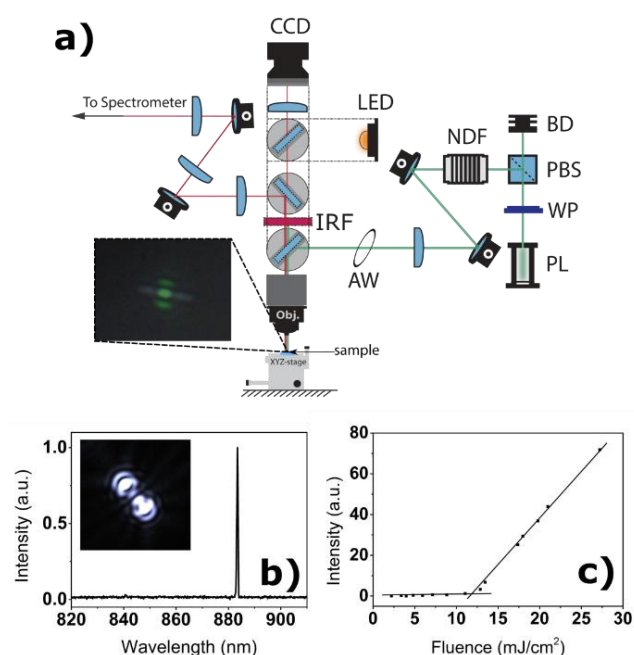 a)
CCD
To Spectrometer
LED
NDF
BD
PBS
WP
PL
IRF
AW
Obj.
sample
XYZ-stage
b)
Intensity (a.u.)
1.0
0.5
0.0
820 840 860 880 900
Wavelength (nm)
c)
Intensity (a.u.)
80
60
40
20
0
0 5 10 15 20 25 30
Fluence (mJ/cm²)